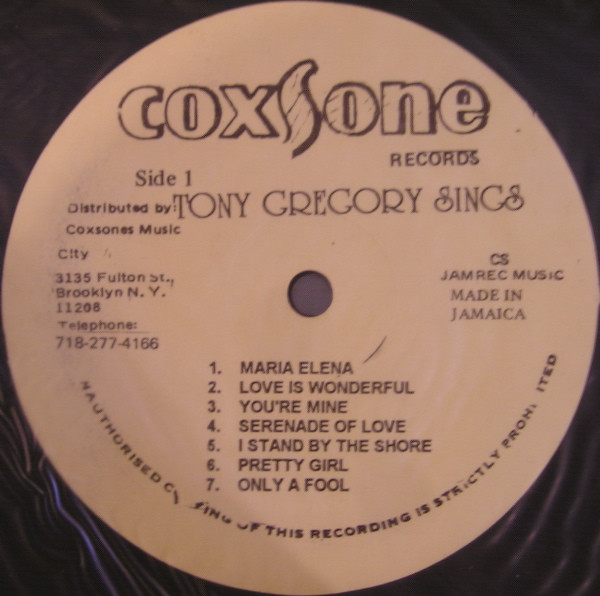 coxsone
RECORDS
Side 1
TONY GREGORY SINGS
Distributed by:
Coxsones Music
City
3135 Fulton St.,
Brooklyn N. Y.
11208
Telephone:
718-277-4166
CS
JAMREC MUSIC
MADE IN
JAMAICA
1. MARIA ELENA
2. LOVE IS WONDERFUL
3. YOU'RE MINE
4. SERENADE OF LOVE
5. I STAND BY THE SHORE
6. PRETTY GIRL
7. ONLY A FOOL
NAUTHORISED OF THIS RECORDING IS STRICTLY PROHIITED